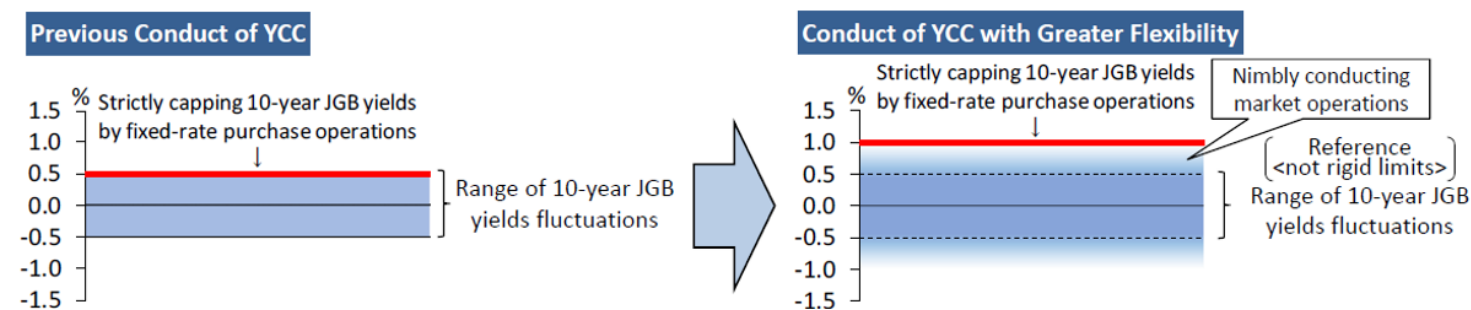 Previous Conduct of YCC
%
Strictly capping 10-year JGB yields
by fixed-rate purchase operations
↓
1.5
1.0
0.5
0.0
-0.5
-1.0
-1.5
Range of 10-year JGB
yields fluctuations
Conduct of YCC with Greater Flexibility
%
Strictly capping 10-year JGB yields
by fixed-rate purchase operations
↓
1.5
1.0
0.5
0.0
-0.5
-1.0
-1.5
Nimbly conducting
market operations
Reference
<not rigid limits>
Range of 10-year JGB
yields fluctuations